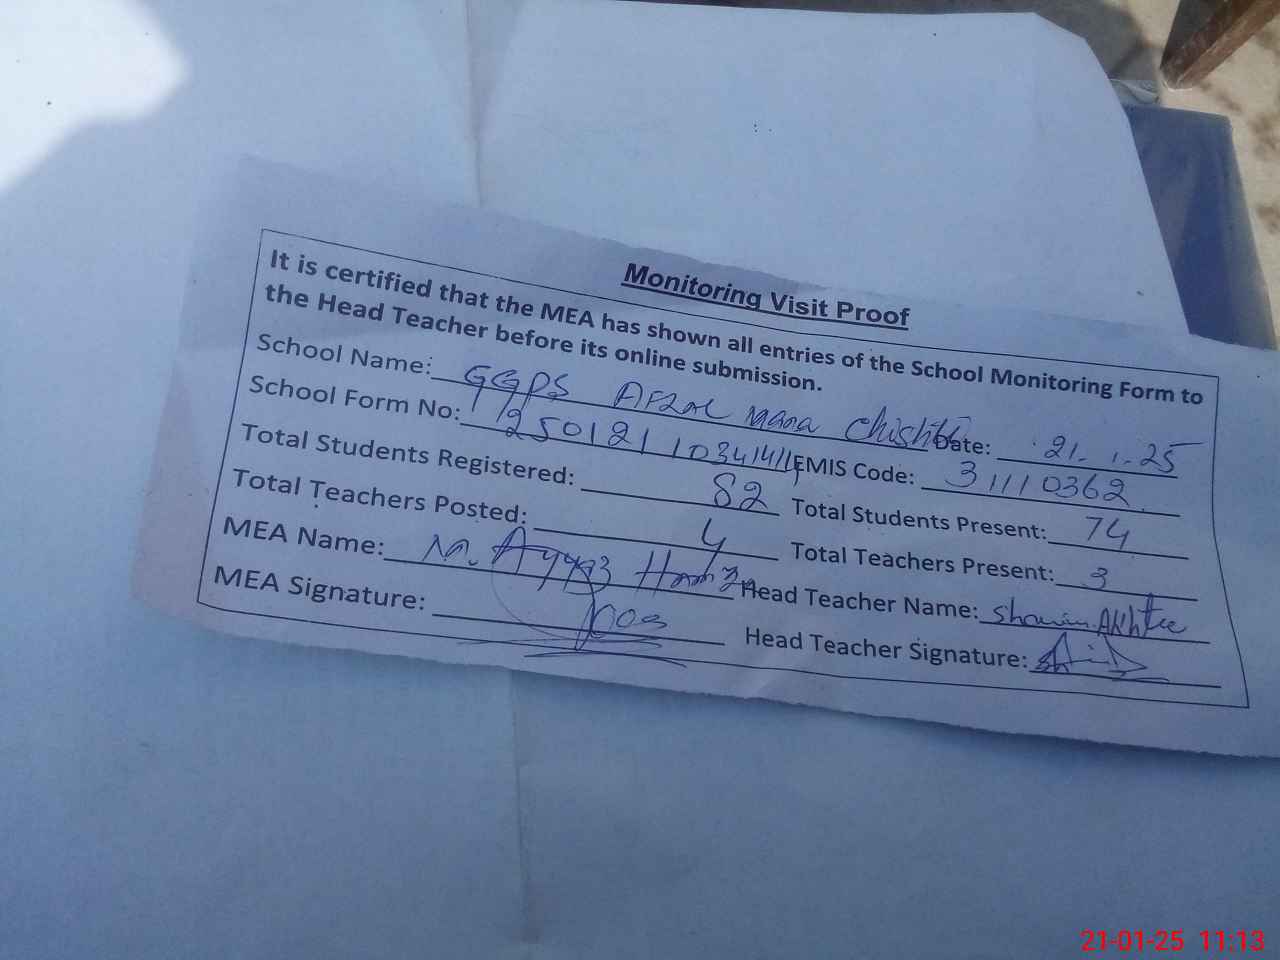 Monitoring Visit Proof
It is certified that the MEA has shown all entries of the School Monitoring Form to
the Head Teacher before its online submission.
School Name: GGPS Afzal Mana Chishti Date: 21.1.25
School Form No: EMIS Code: 31110362
Total Students Registered: 82 Total Students Present: 74
Total Teachers Posted: 4 Total Teachers Present: 3
MEA Name: M. Head Teacher Name: Akhter
MEA Signature: Head Teacher Signature:
21-01-25 11:13